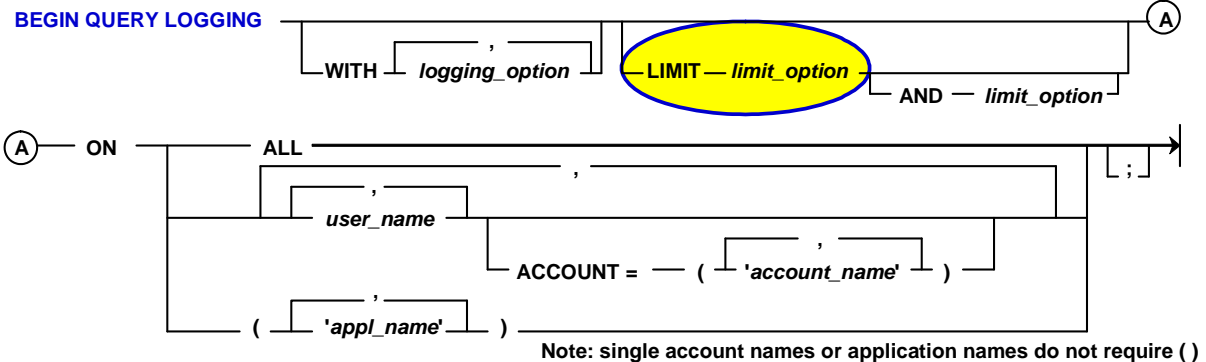 BEGIN QUERY LOGGING
A
,
WITH logging_option
LIMIT limit_option
AND limit_option
A ON ALL
;
,
,
user_name
,
ACCOUNT = ( 'account_name' )
,
( 'appl_name' )
Note: single account names or application names do not require ( )